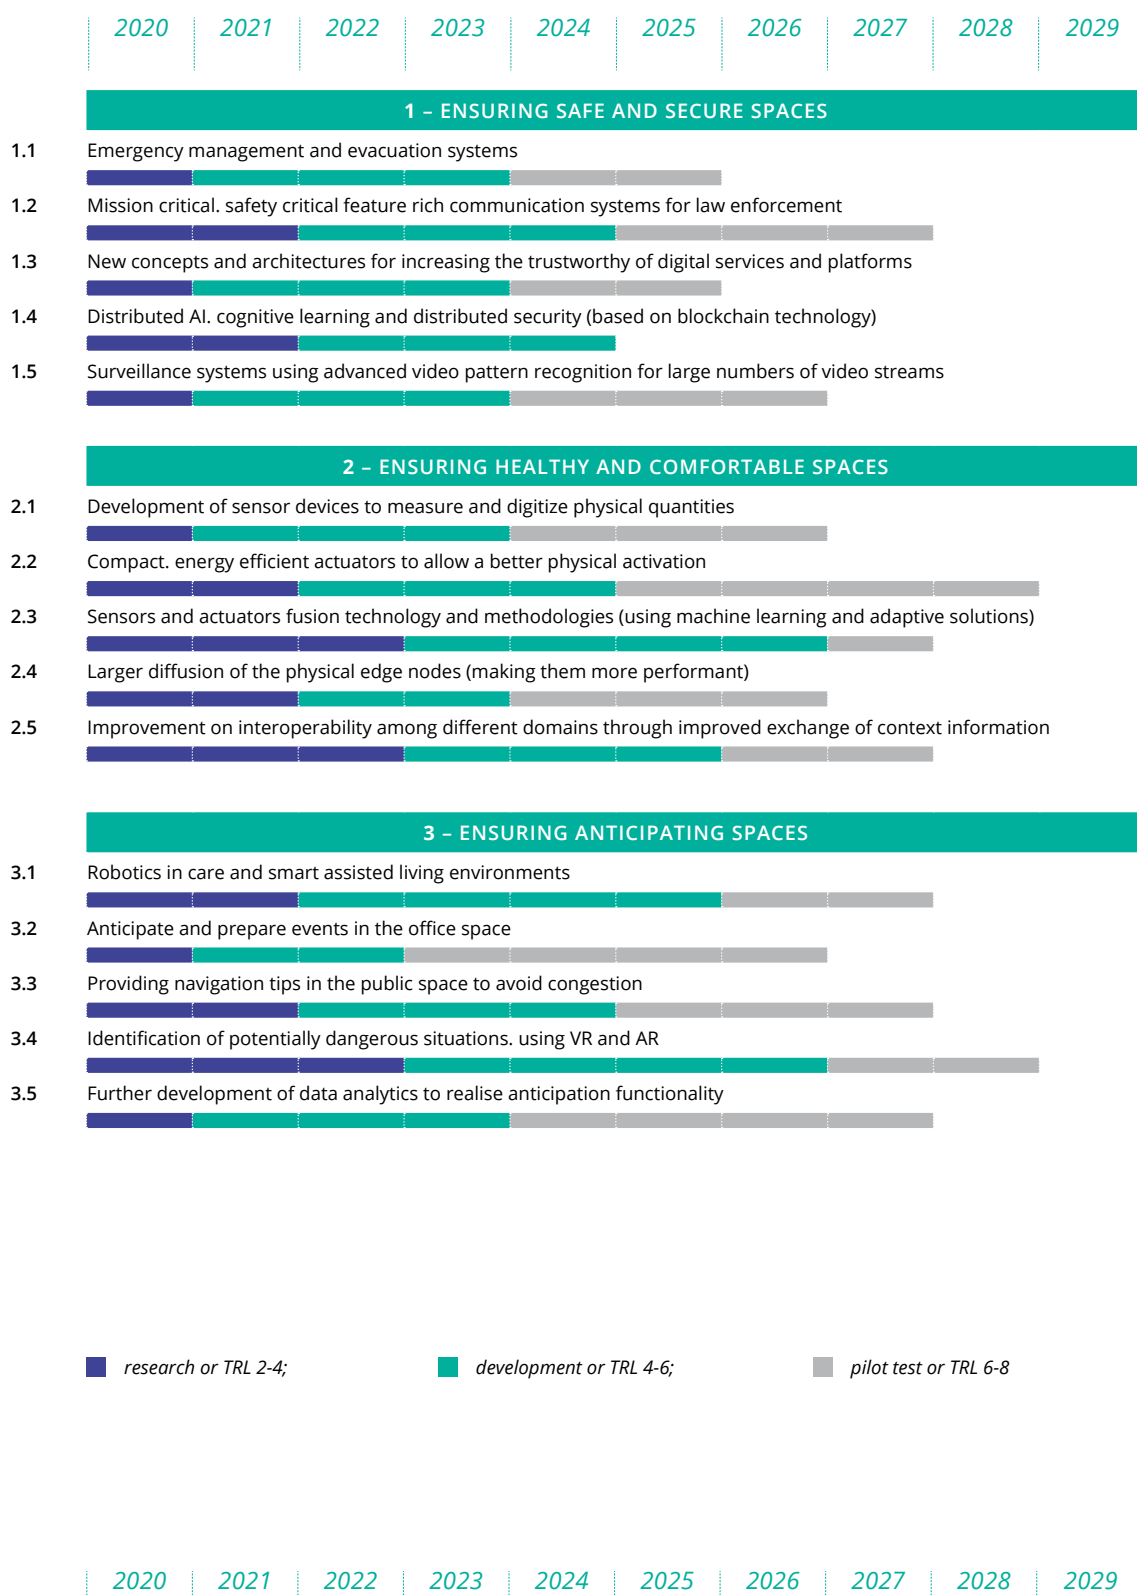 2020 2021 2022 2023 2024 2025 2026 2027 2028 2029
1 – ENSURING SAFE AND SECURE SPACES
1.1 Emergency management and evacuation systems
1.2 Mission critical. safety critical feature rich communication systems for law enforcement
1.3 New concepts and architectures for increasing the trustworthy of digital services and platforms
1.4 Distributed AI. cognitive learning and distributed security (based on blockchain technology)
1.5 Surveillance systems using advanced video pattern recognition for large numbers of video streams
2 – ENSURING HEALTHY AND COMFORTABLE SPACES
2.1 Development of sensor devices to measure and digitize physical quantities
2.2 Compact. energy efficient actuators to allow a better physical activation
2.3 Sensors and actuators fusion technology and methodologies (using machine learning and adaptive solutions)
2.4 Larger diffusion of the physical edge nodes (making them more performant)
2.5 Improvement on interoperability among different domains through improved exchange of context information
3 – ENSURING ANTICIPATING SPACES
3.1 Robotics in care and smart assisted living environments
3.2 Anticipate and prepare events in the office space
3.3 Providing navigation tips in the public space to avoid congestion
3.4 Identification of potentially dangerous situations. using VR and AR
3.5 Further development of data analytics to realise anticipation functionality
research or TRL 2-4; development or TRL 4-6; pilot test or TRL 6-8
2020 2021 2022 2023 2024 2025 2026 2027 2028 2029